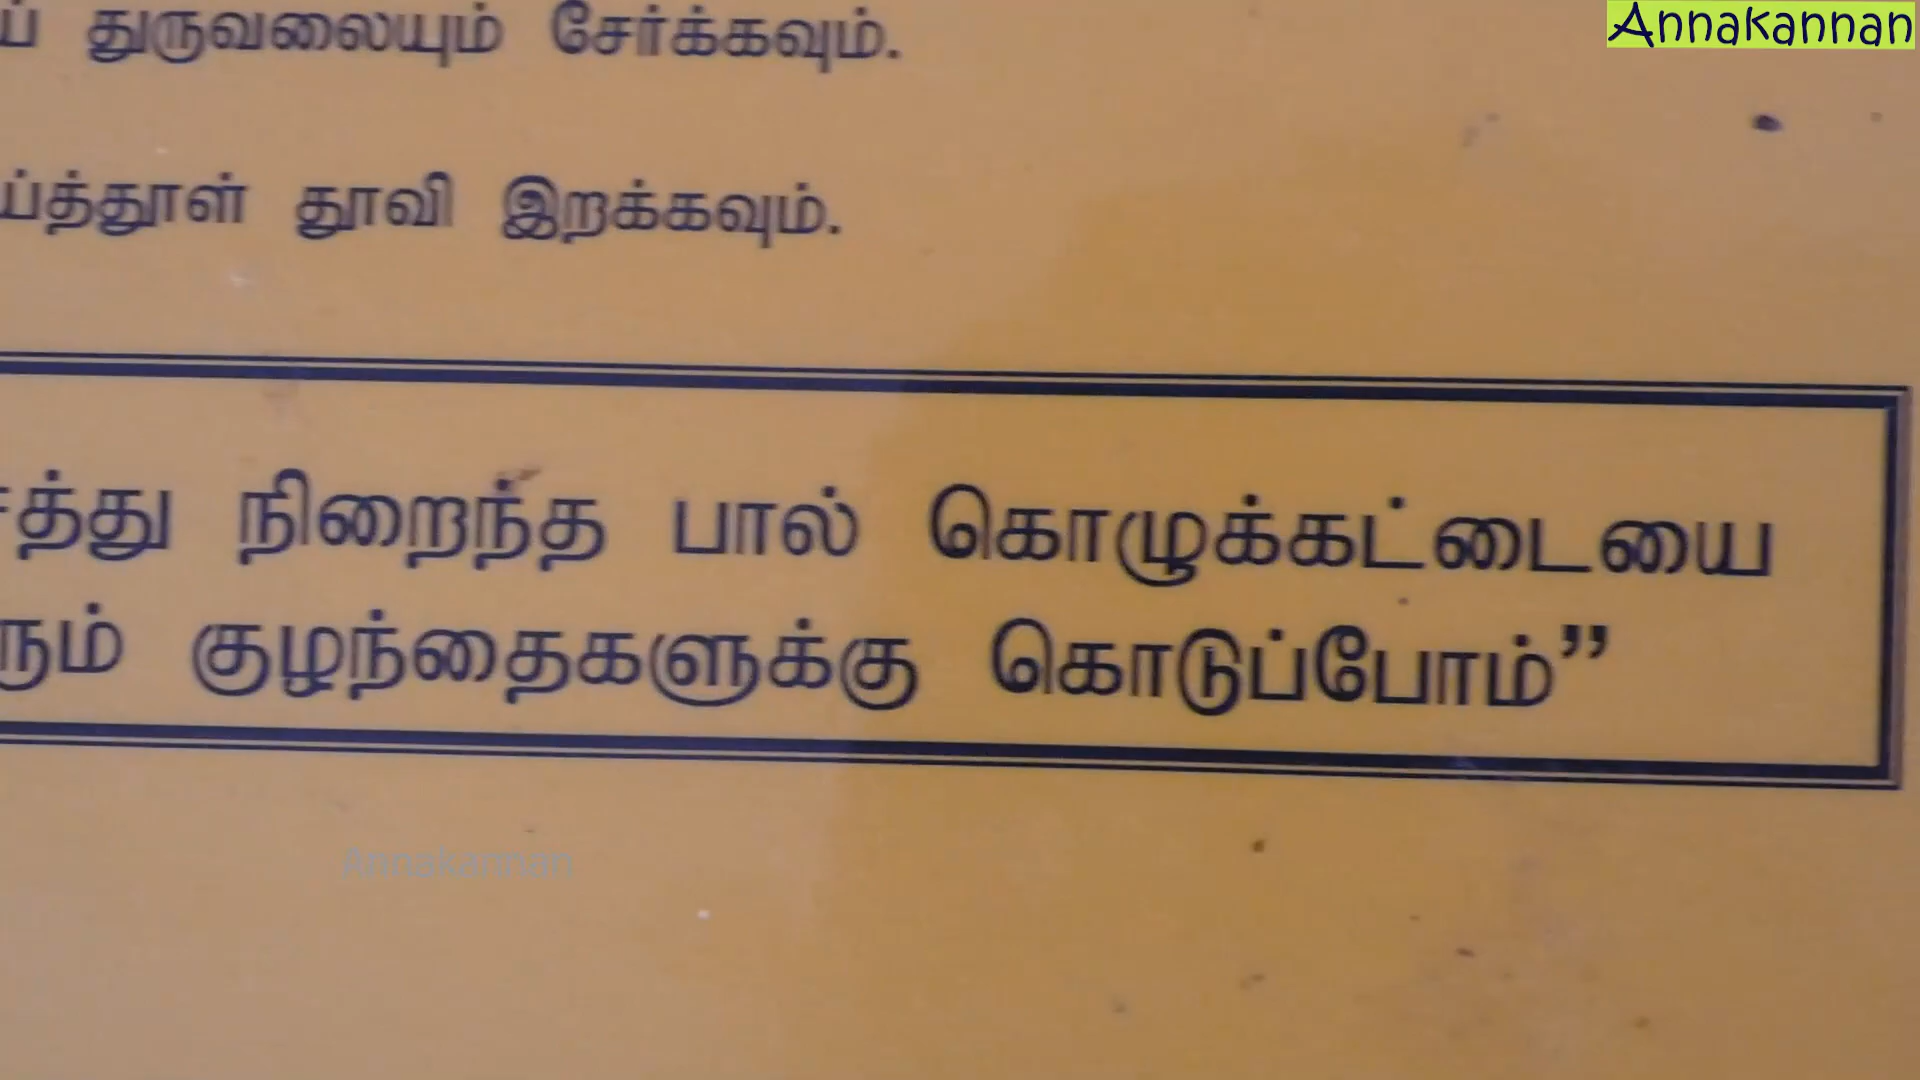 Annakannan
துருவலையும் சேர்க்கவும்.
தூவி இறக்கவும்.
நிறைந்த பால் கொழுக்கட்டையை
குழந்தைகளுக்கு கொடுப்போம்”
Annakannan